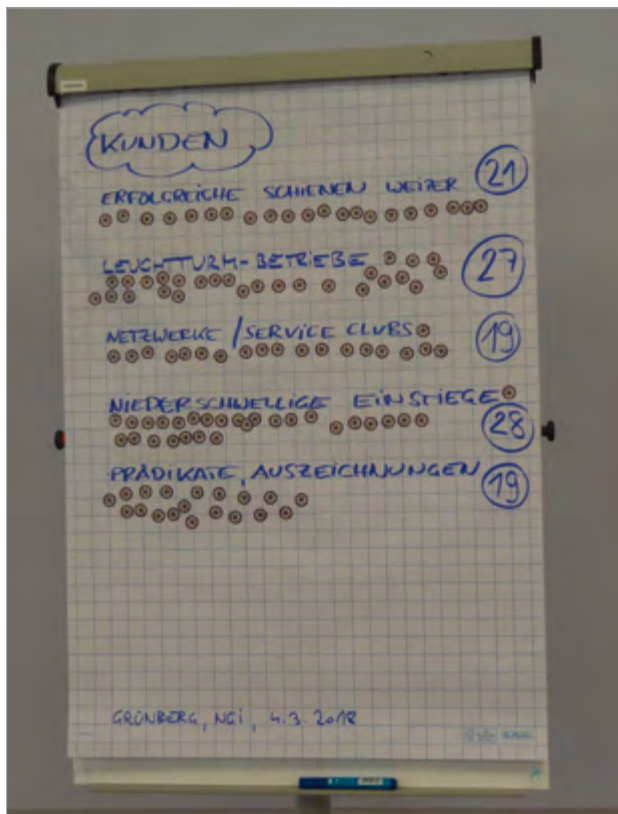 KUNDEN
ERFOLGREICHE SCHIENEN WEIZER 21
LEUCHTTURM-BETRIEBE 27
NETZWERKE / SERVICE CLUBS 19
NIEDERSCHWELLIGE EINSTIEGE 28
PRÄDIKATE, AUSZEICHNUNGEN 19
GRÜNBERG, NGI, 4.3.2018